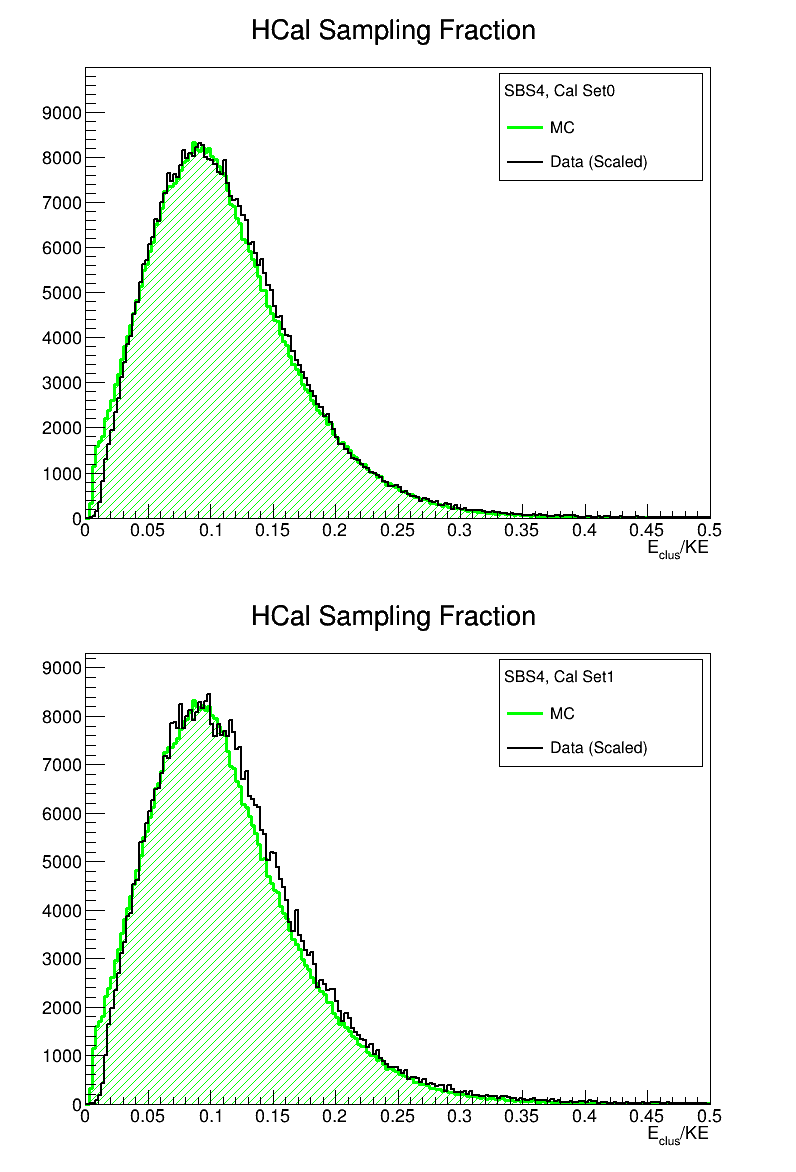 HCal Sampling Fraction
SBS4, Cal Set0
MC
Data (Scaled)
9000
8000
7000
6000
5000
4000
3000
2000
1000
0
0 0.05 0.1 0.15 0.2 0.25 0.3 0.35 0.4 0.45 0.5
E_clus/KE
HCal Sampling Fraction
SBS4, Cal Set1
MC
Data (Scaled)
9000
8000
7000
6000
5000
4000
3000
2000
1000
0
0 0.05 0.1 0.15 0.2 0.25 0.3 0.35 0.4 0.45 0.5
E_clus/KE